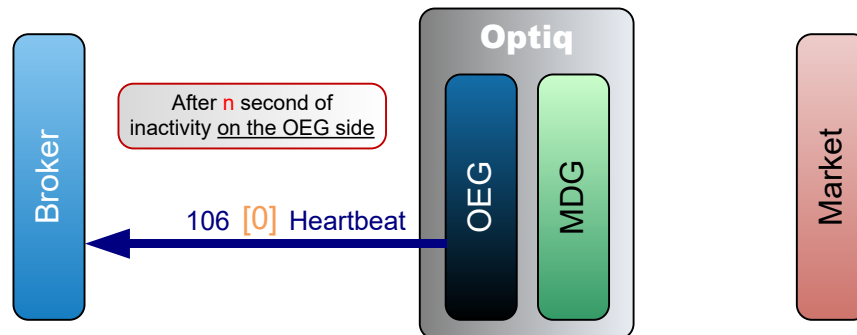 Optiq
Broker
After n second of
inactivity on the OEG side
OEG
MDG
Market
106 [0] Heartbeat